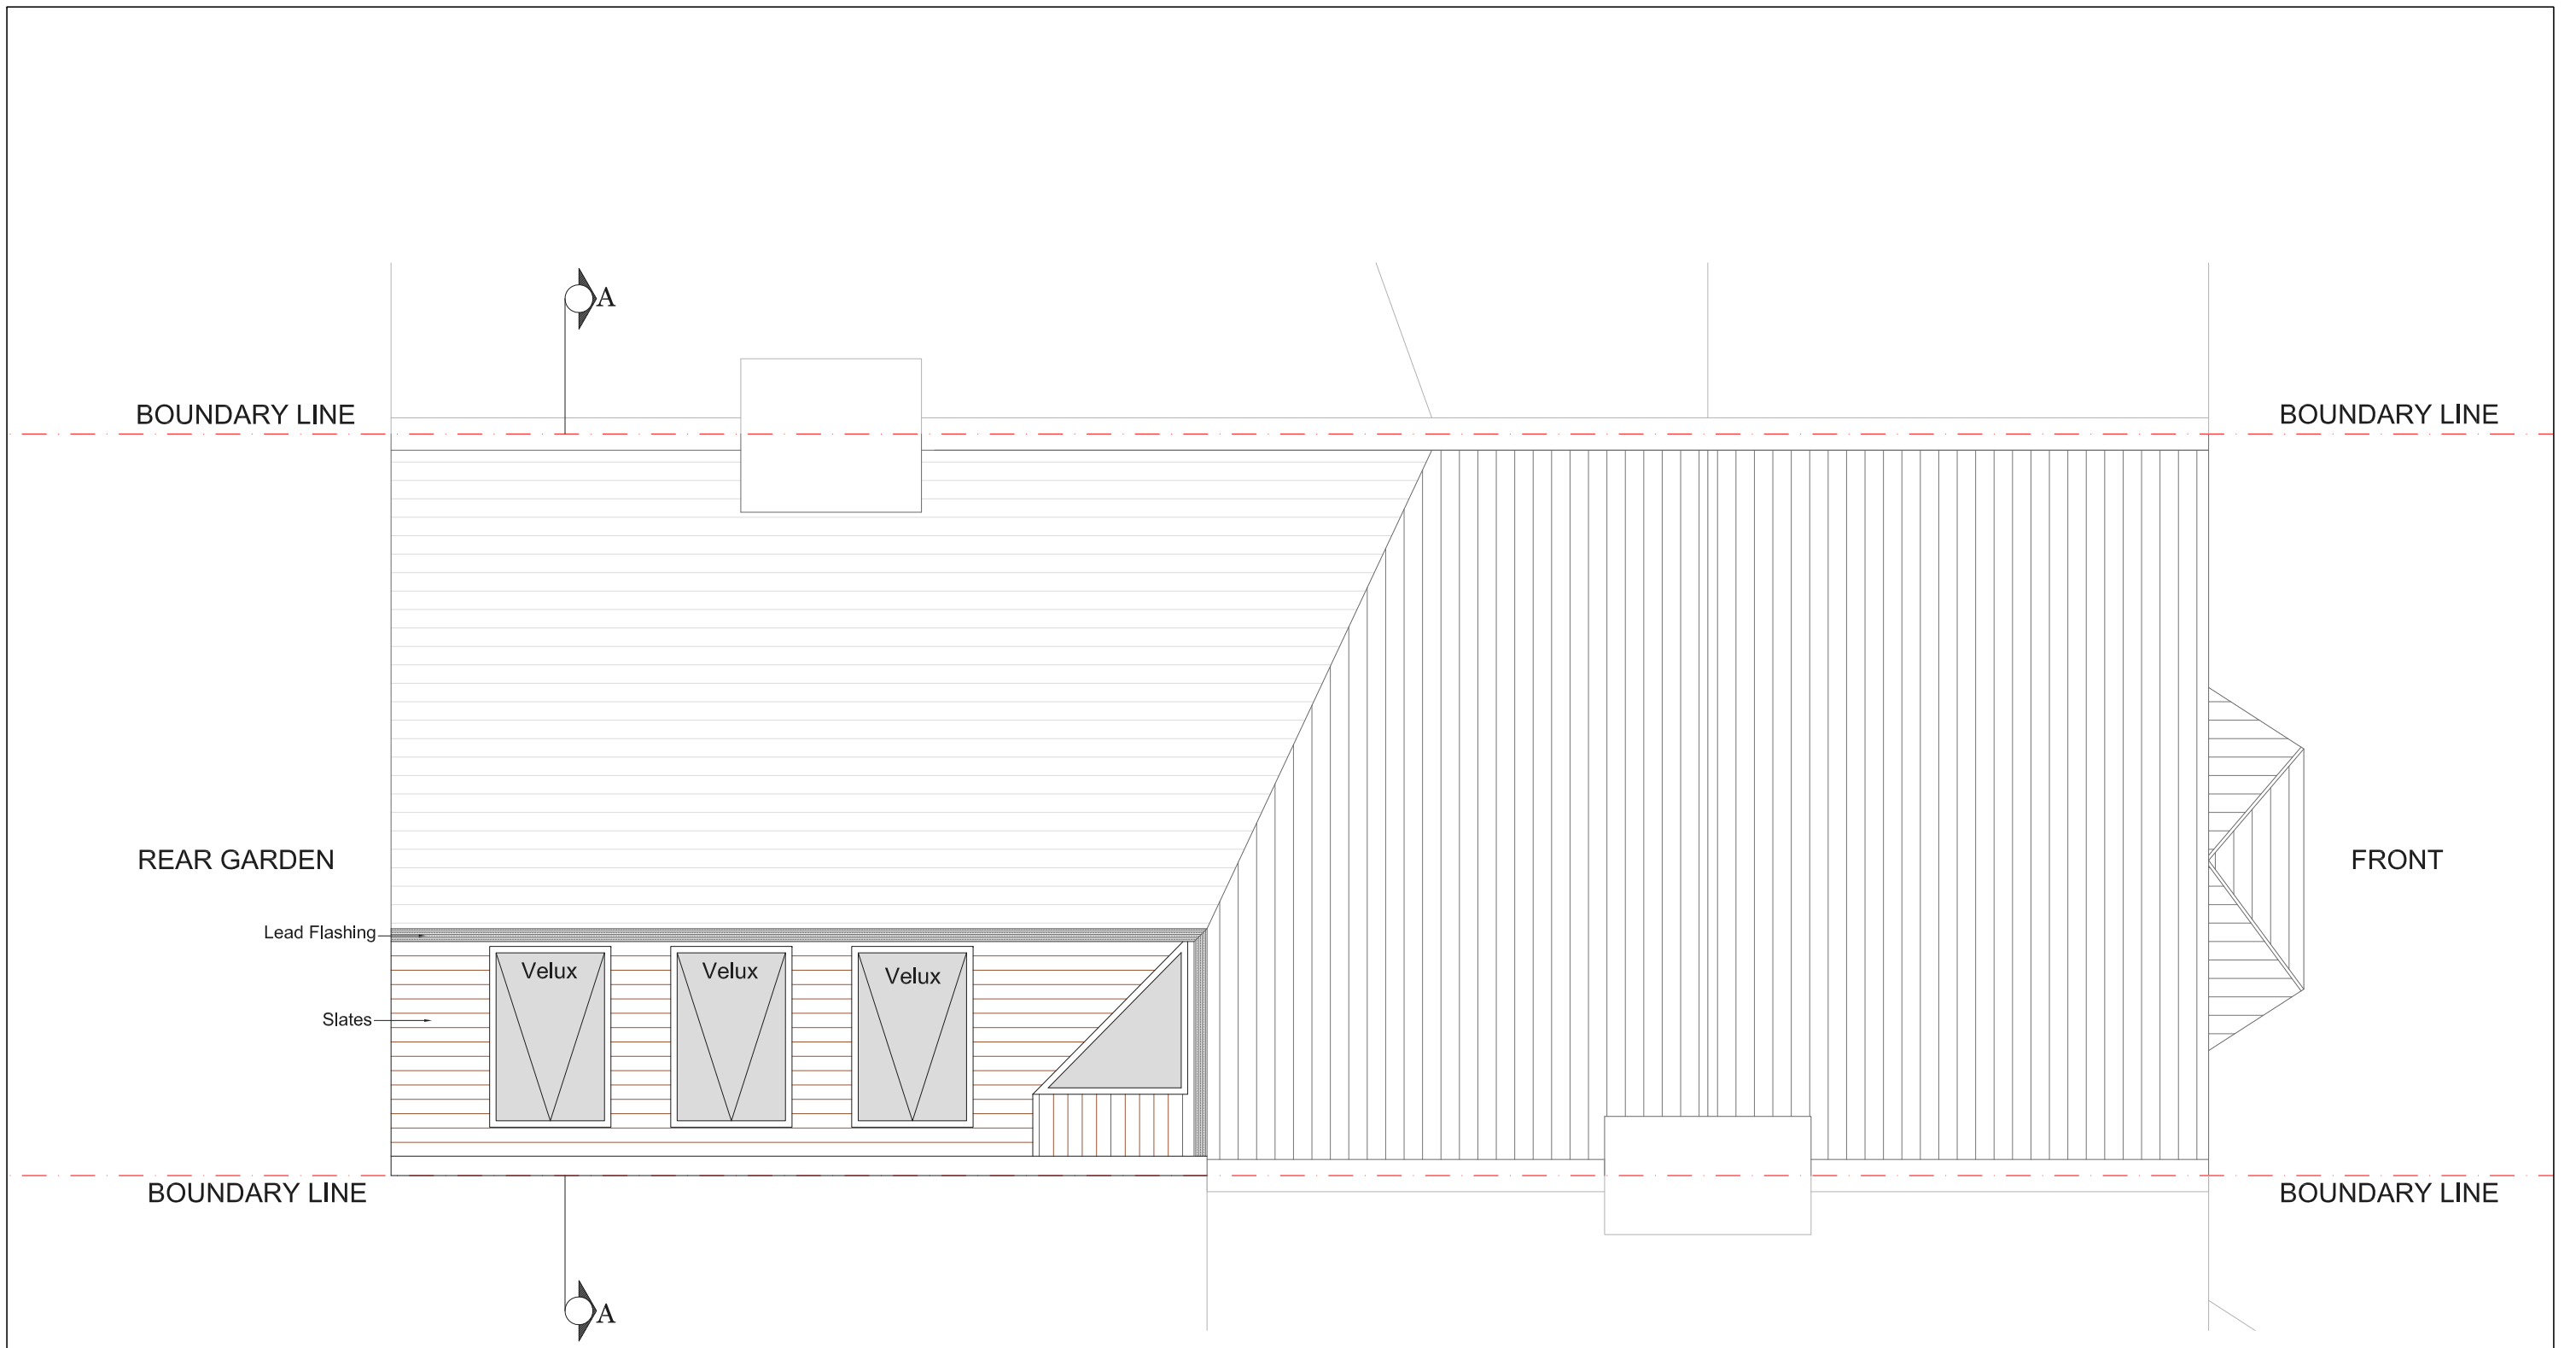 A
BOUNDARY LINE
BOUNDARY LINE
REAR GARDEN
FRONT
Lead Flashing
Velux
Velux
Velux
Slates
BOUNDARY LINE
BOUNDARY LINE
A